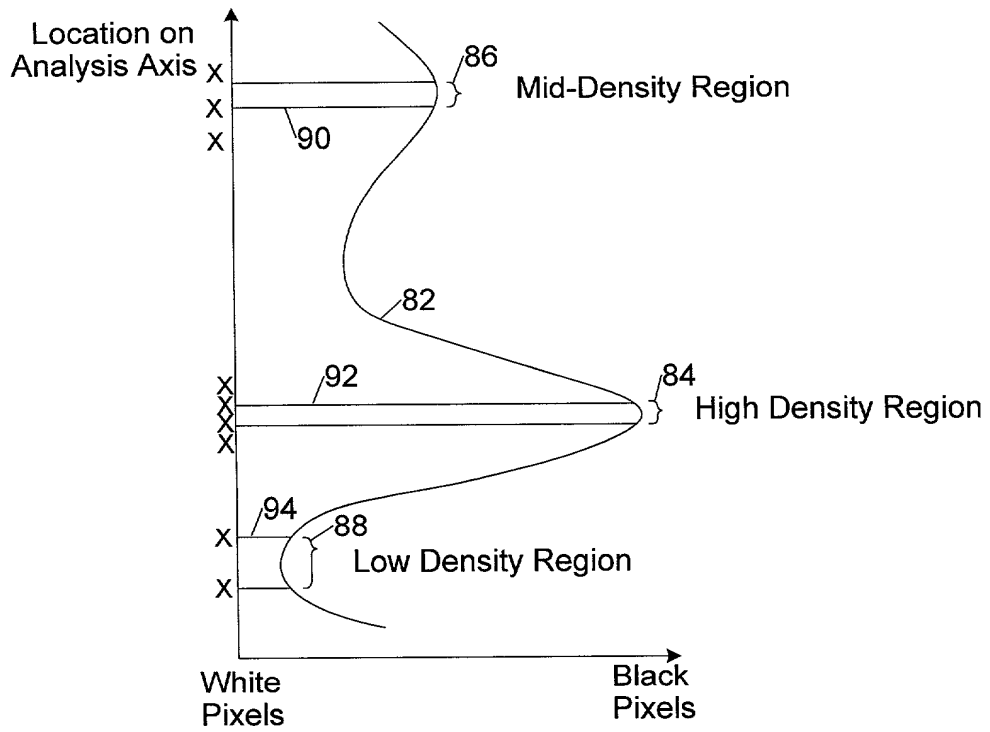 Location on
Analysis Axis
X
86
Mid-Density Region
X
90
X
82
92
84
X
X
High Density Region
X
X
94
88
X
Low Density Region
X
White
Pixels
Black
Pixels